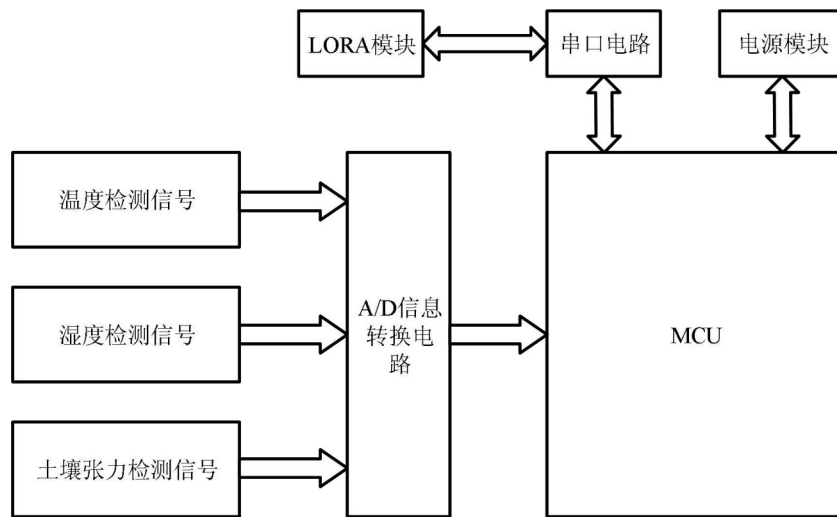 LORA模块
串口电路
电源模块
温度检测信号
湿度检测信号
土壤张力检测信号
A/D信息
转换电
路
MCU